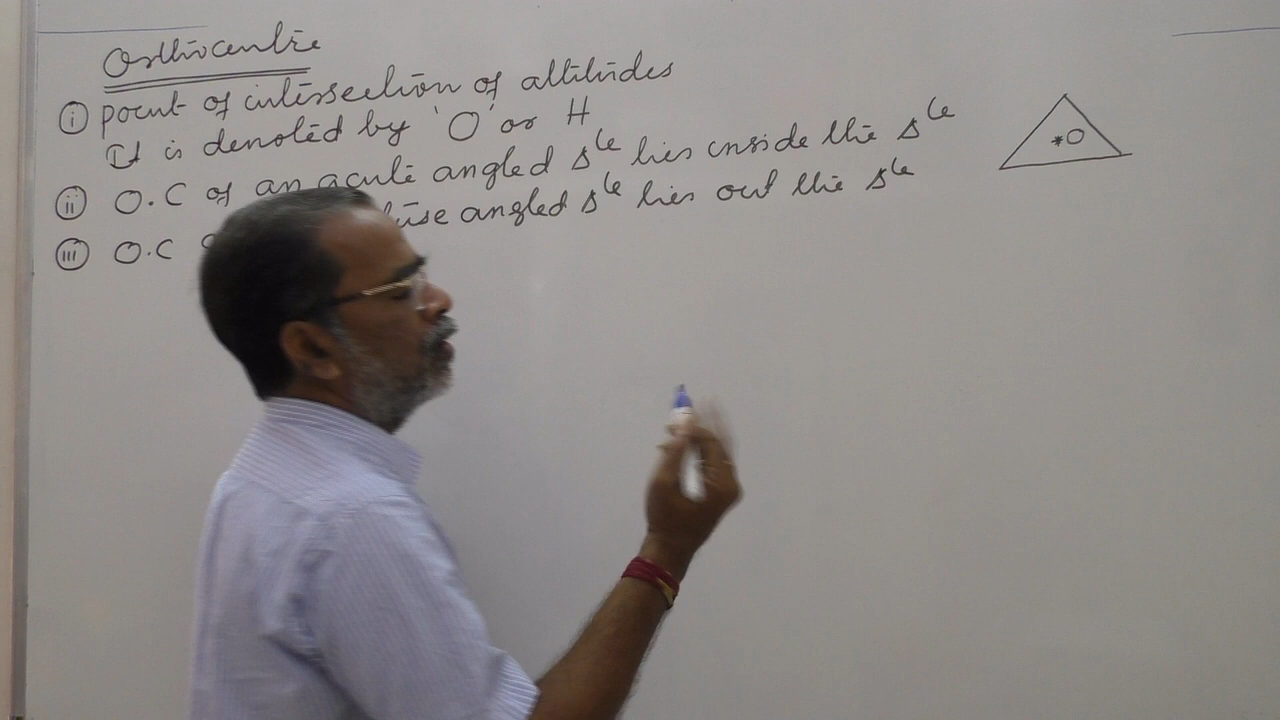 Orthocentre
(i) point of intersection of altitudes
It is denoted by 'O' or H
(ii) O.C of an acute angled Δle lies inside the Δle
*O
(iii) O.C angled Δle lies out the Δle